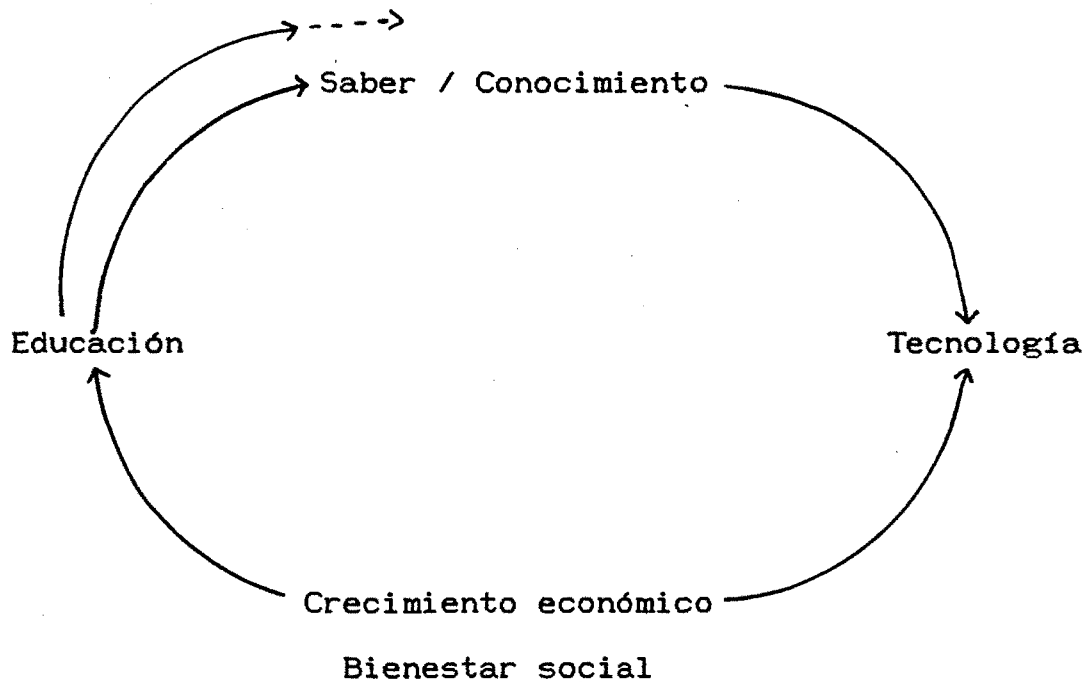 Saber / Conocimiento
Educación
Tecnología
Crecimiento económico
Bienestar social